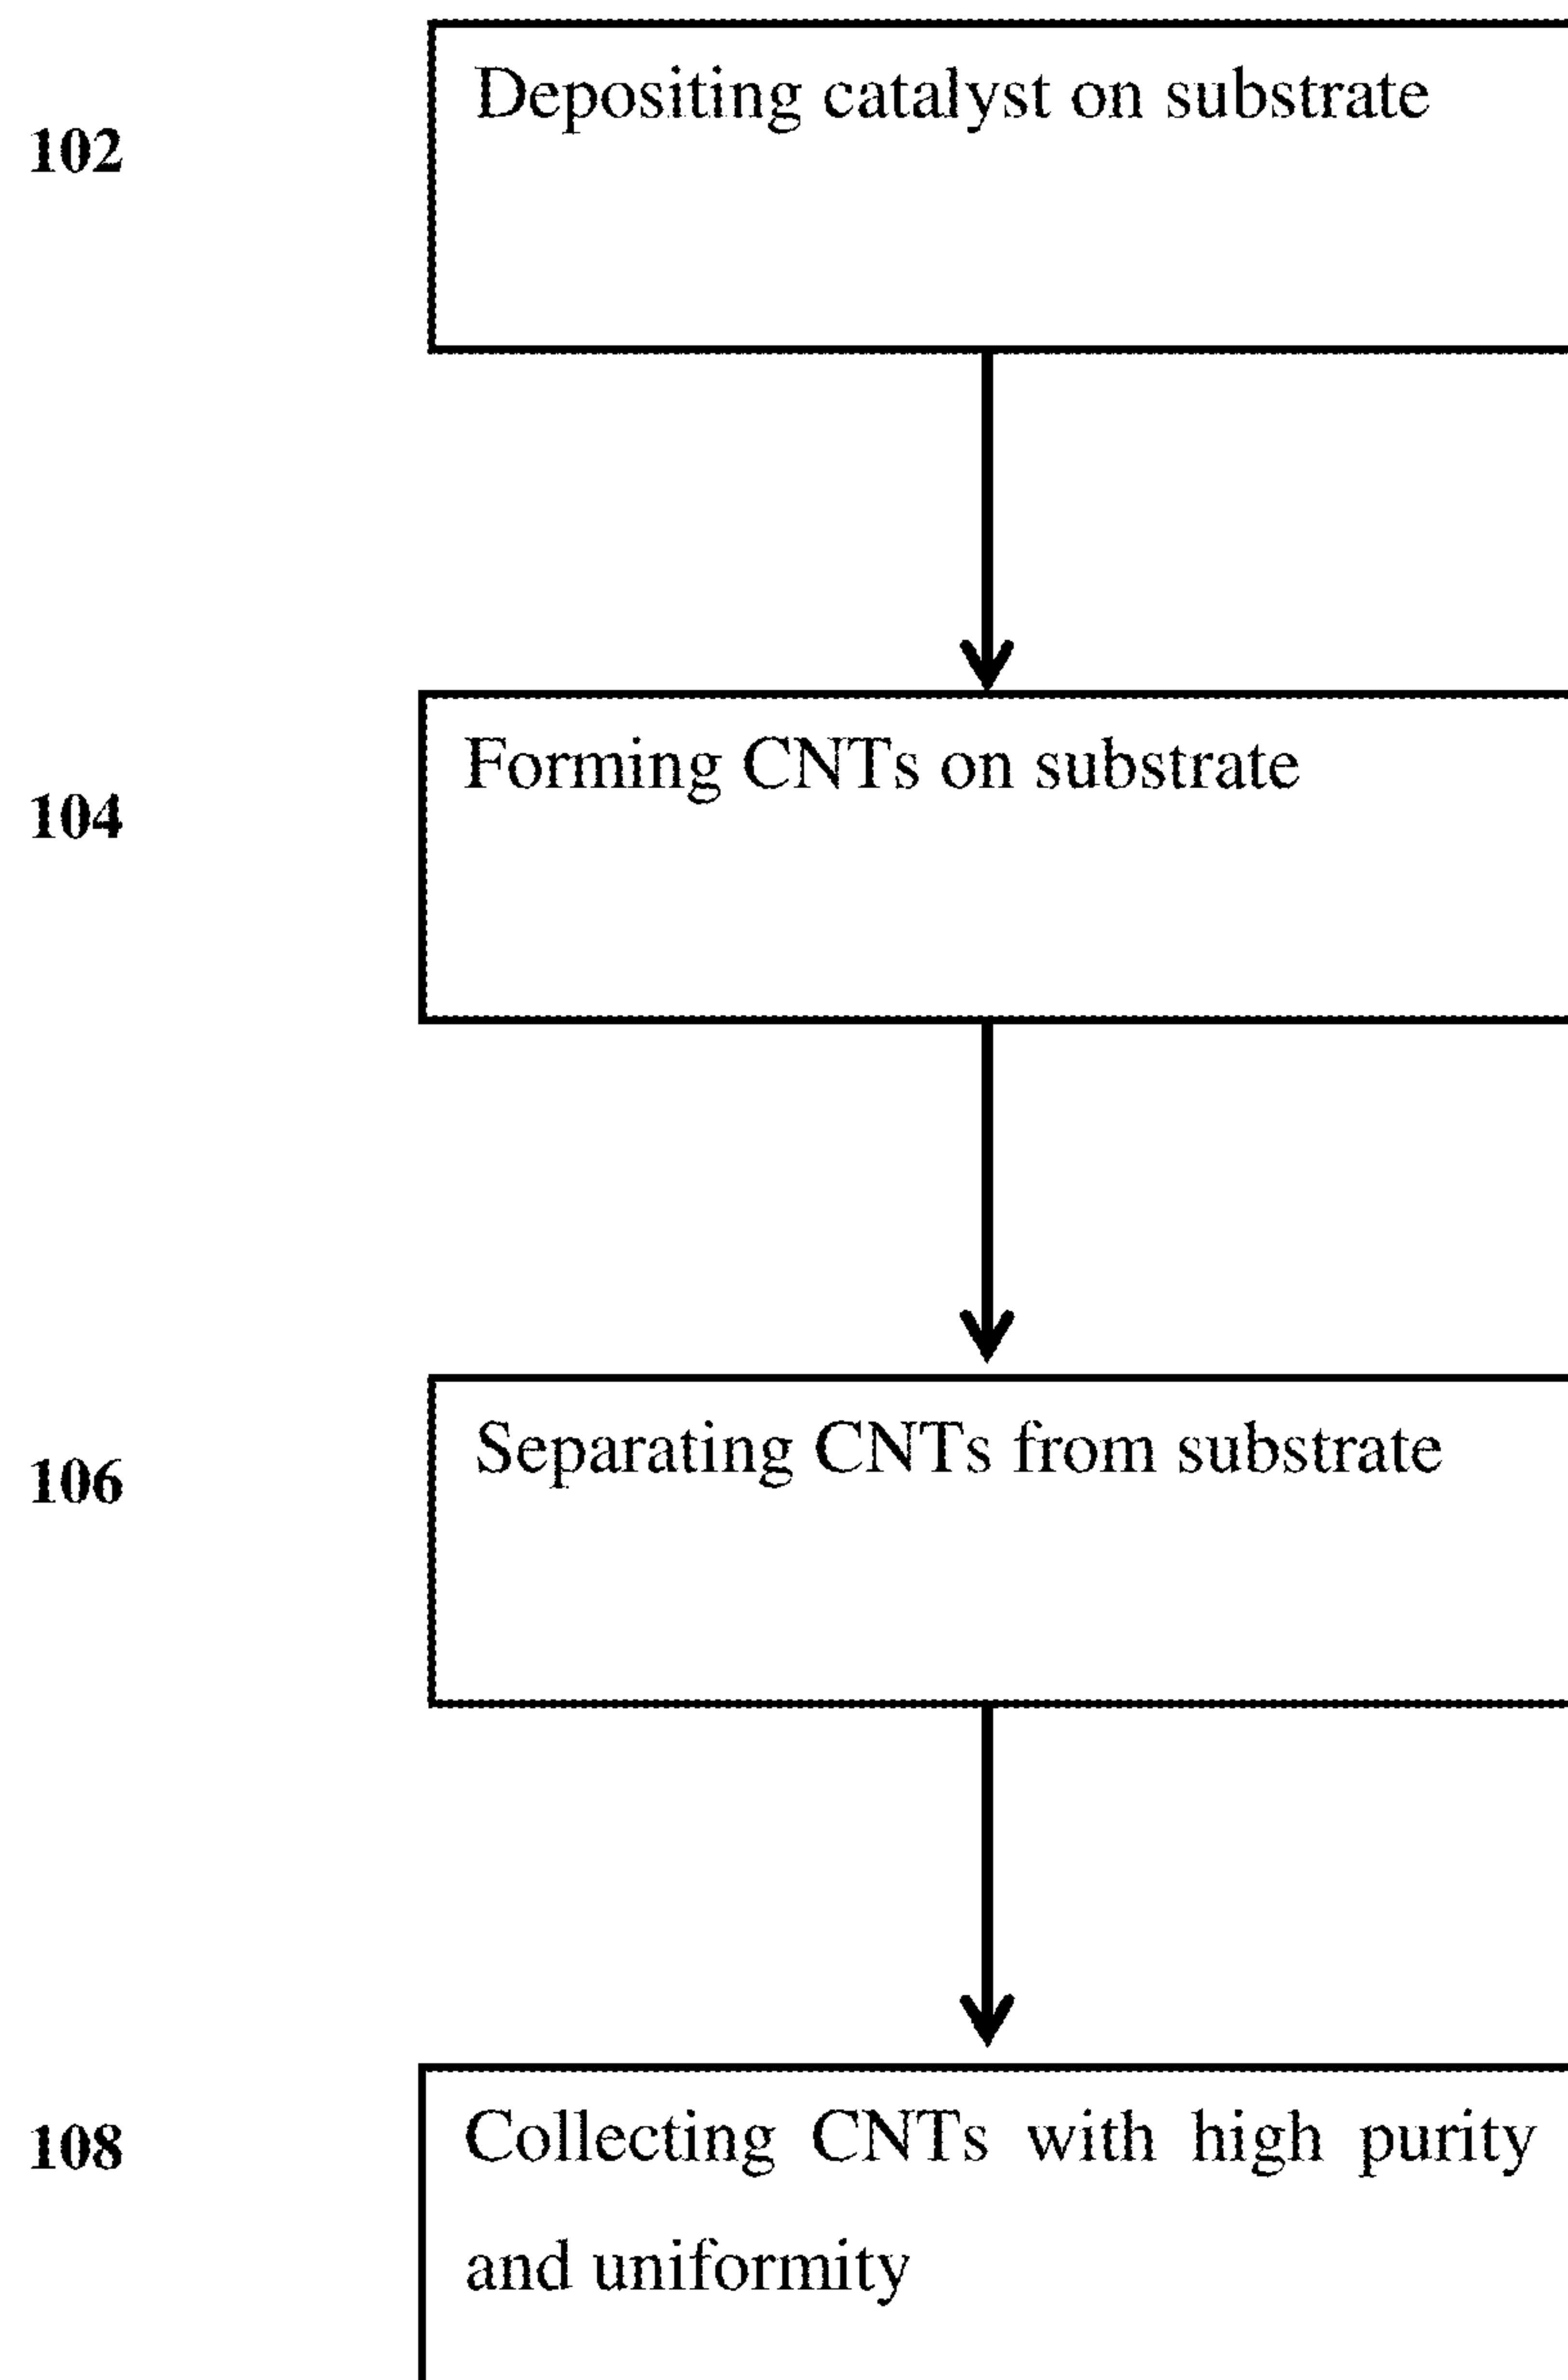 102
Depositing catalyst on substrate
104
Forming CNTs on substrate
106
Separating CNTs from substrate
108
Collecting CNTs with high purity
and uniformity